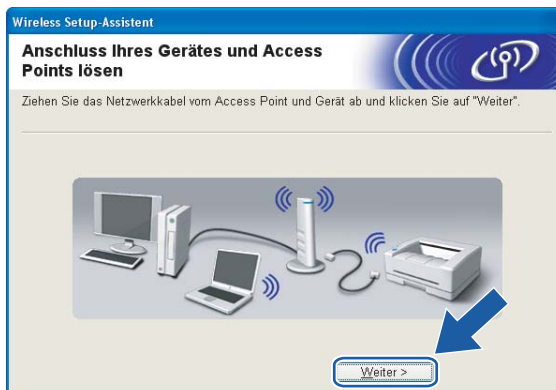 Wireless Setup-Assistent
Anschluss Ihres Gerätes und Access
Points lösen
Ziehen Sie das Netzwerkkabel vom Access Point und Gerät ab und klicken Sie auf "Weiter".
Weiter >